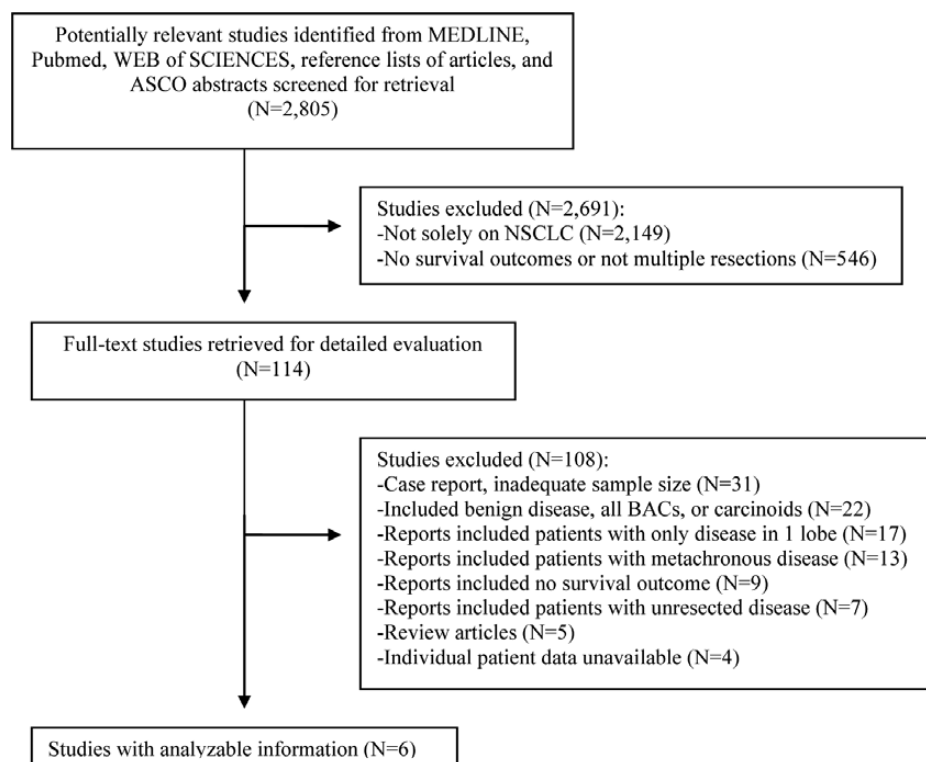 Potentially relevant studies identified from MEDLINE,
Pubmed, WEB of SCIENCES, reference lists of articles, and
ASCO abstracts screened for retrieval
(N=2,805)
Studies excluded (N=2,691):
-Not solely on NSCLC (N=2,149)
-No survival outcomes or not multiple resections (N=546)
Full-text studies retrieved for detailed evaluation
(N=114)
Studies excluded (N=108):
-Case report, inadequate sample size (N=31)
-Included benign disease, all BACs, or carcinoids (N=22)
-Reports included patients with only disease in 1 lobe (N=17)
-Reports included patients with metachronous disease (N=13)
-Reports included no survival outcome (N=9)
-Reports included patients with unresected disease (N=7)
-Review articles (N=5)
-Individual patient data unavailable (N=4)
Studies with analyzable information (N=6)